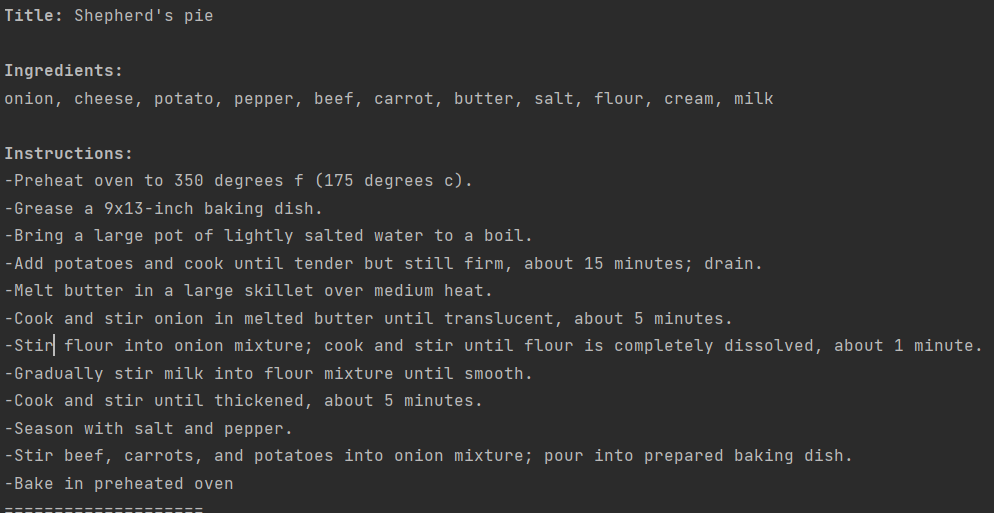 Title: Shepherd's pie
Ingredients:
onion, cheese, potato, pepper, beef, carrot, butter, salt, flour, cream, milk
Instructions:
-Preheat oven to 350 degrees f (175 degrees c).
-Grease a 9x13-inch baking dish.
-Bring a large pot of lightly salted water to a boil.
-Add potatoes and cook until tender but still firm, about 15 minutes; drain.
-Melt butter in a large skillet over medium heat.
-Cook and stir onion in melted butter until translucent, about 5 minutes.
-Stir flour into onion mixture; cook and stir until flour is completely dissolved, about 1 minute.
-Gradually stir milk into flour mixture until smooth.
-Cook and stir until thickened, about 5 minutes.
-Season with salt and pepper.
-Stir beef, carrots, and potatoes into onion mixture; pour into prepared baking dish.
-Bake in preheated oven
====================